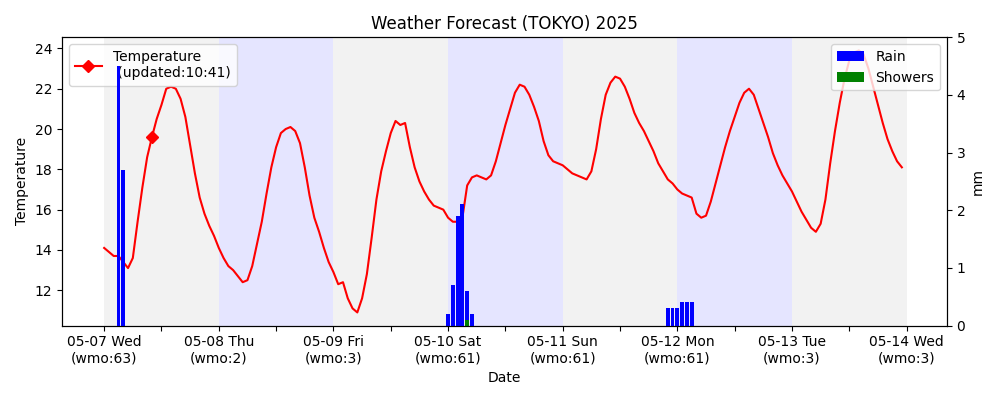 Weather Forecast (TOKYO) 2025
Temperature
(updated:10:41)
Rain
Showers
24
22
20
18
16
14
12
Temperature
5
4
3
2
1
0
mm
05-07 Wed
(wmo:63)
05-08 Thu
(wmo:2)
05-09 Fri
(wmo:3)
05-10 Sat
(wmo:61)
05-11 Sun
(wmo:61)
05-12 Mon
(wmo:61)
05-13 Tue
(wmo:3)
05-14 Wed
(wmo:3)
Date